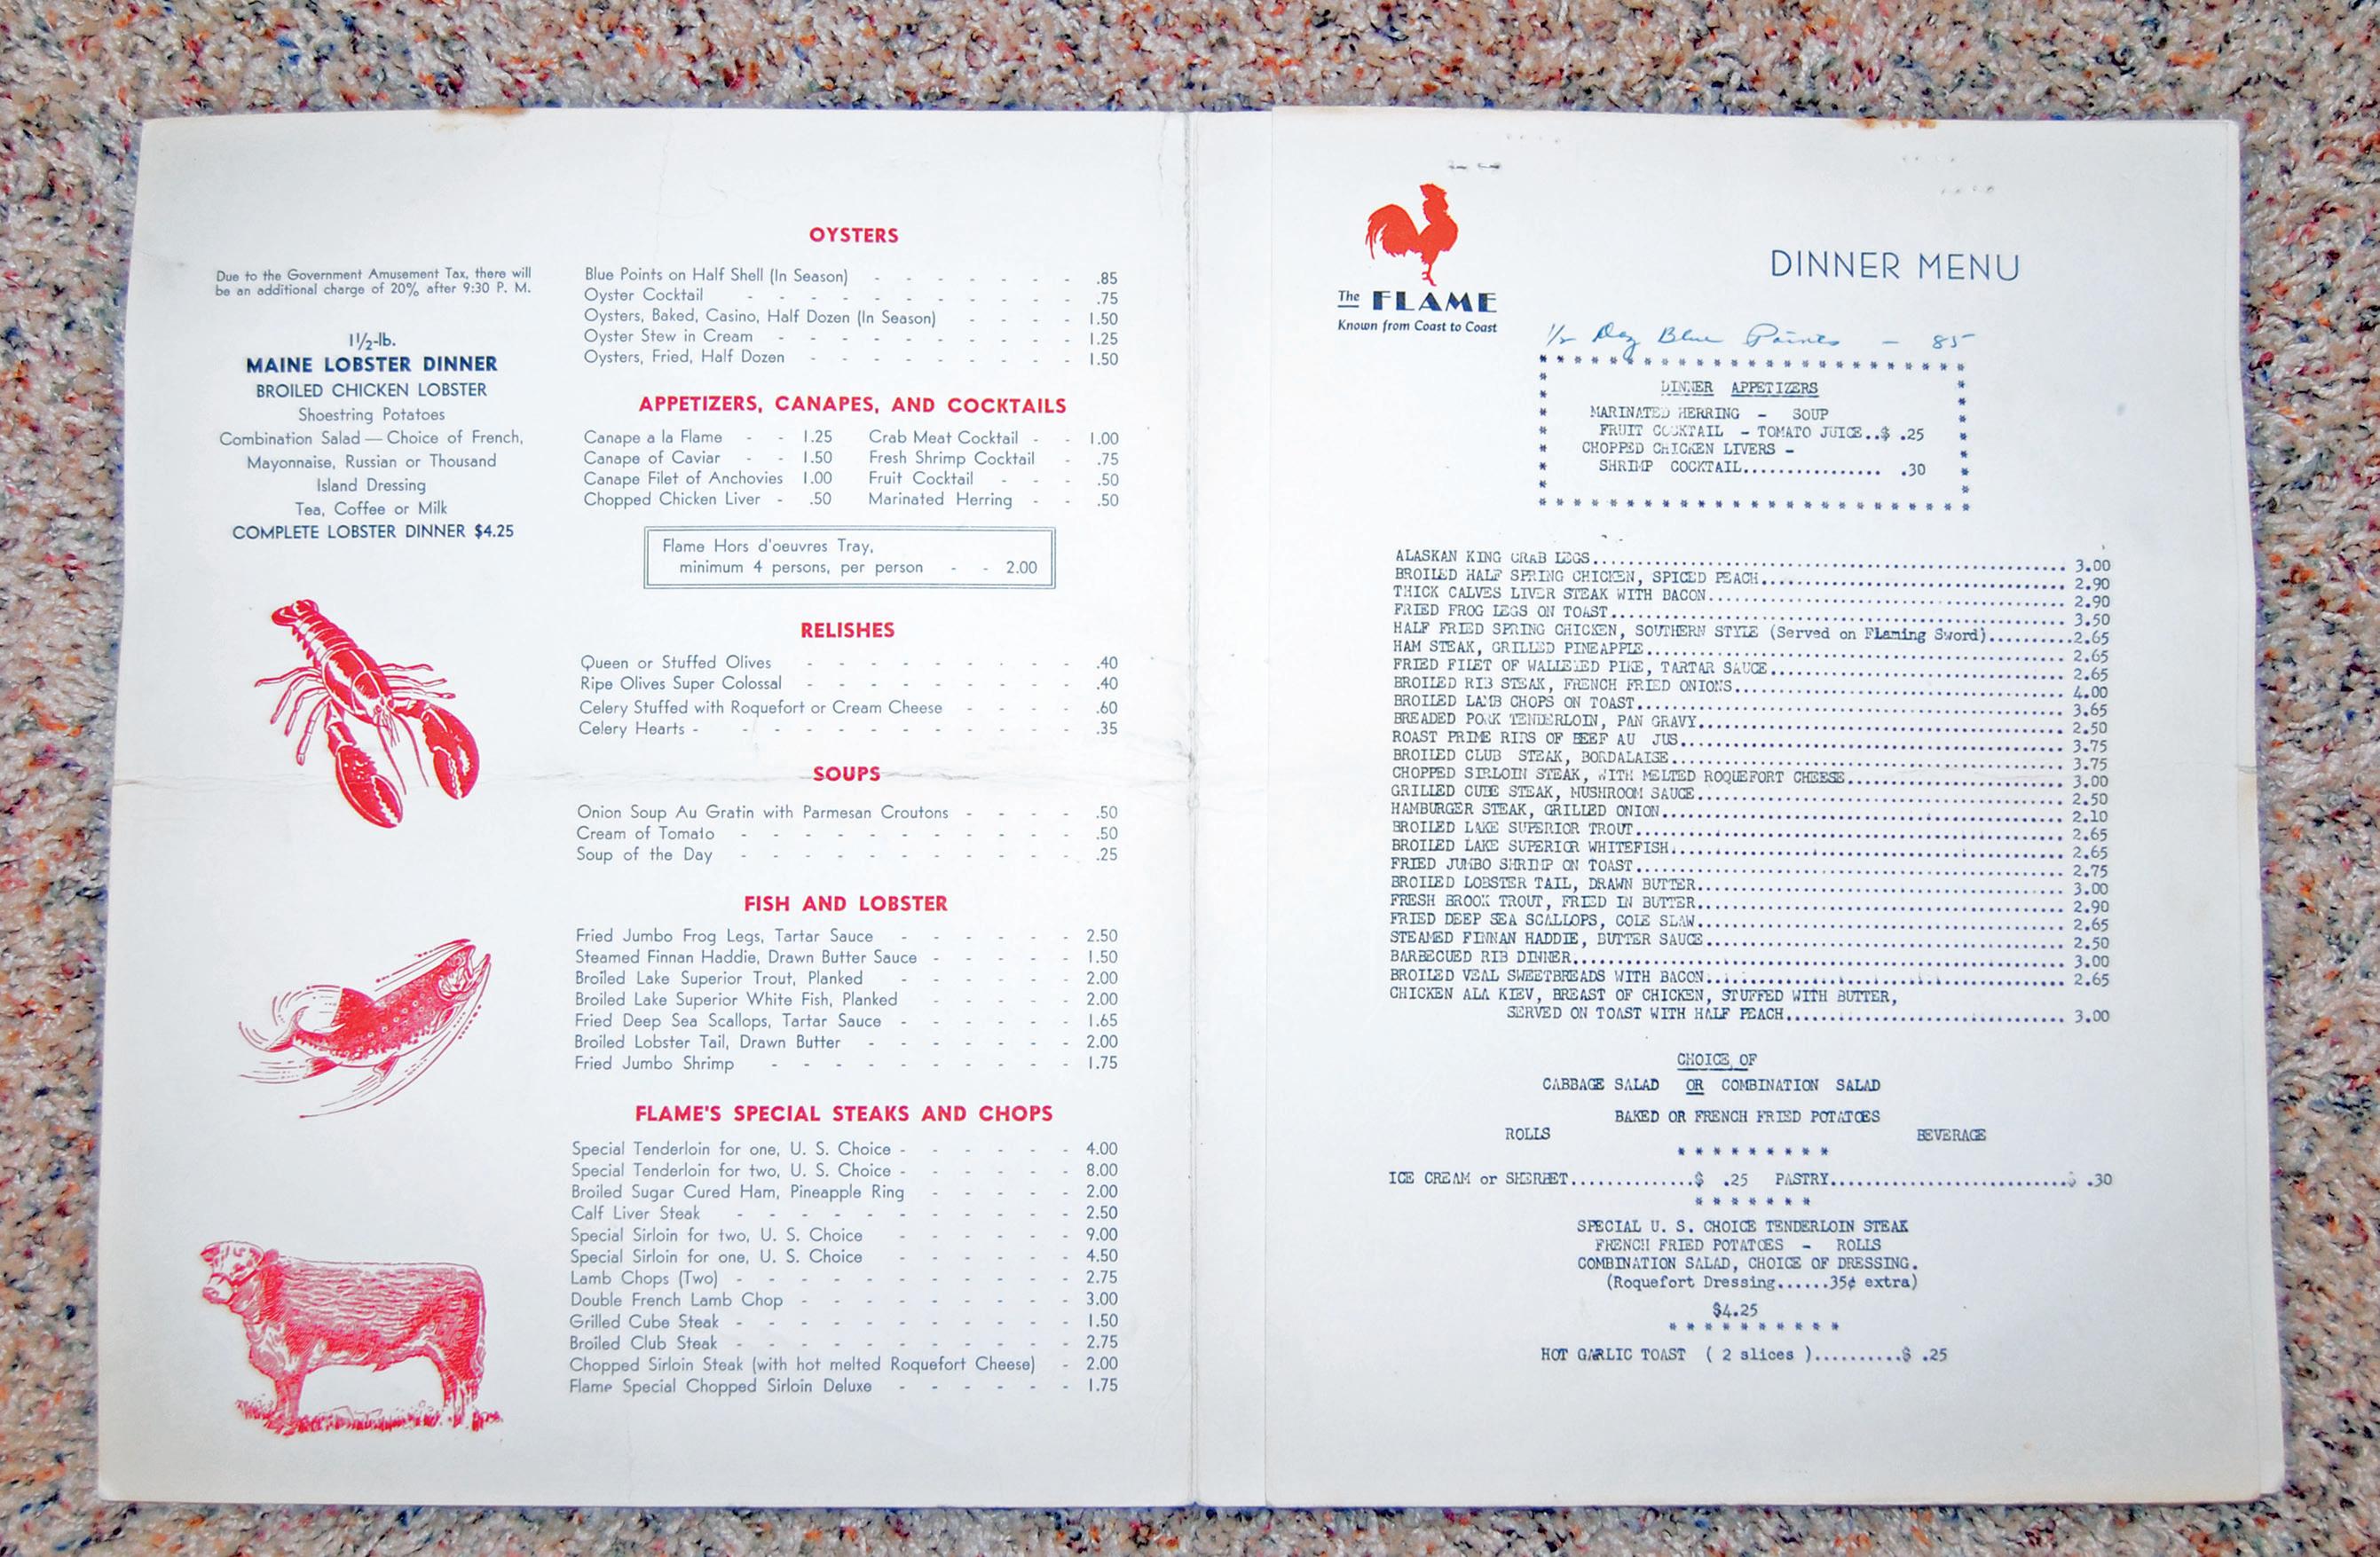 Due to the Government Amusement Tax, there will
be an additional charge of 20% after 9:30 P. M.
1 1/2-lb.
MAINE LOBSTER DINNER
BROILED CHICKEN LOBSTER
Shoestring Potatoes
Combination Salad — Choice of French,
Mayonnaise, Russian or Thousand
Island Dressing
Tea, Coffee or Milk
COMPLETE LOBSTER DINNER $4.25
OYSTERS
Blue Points on Half Shell (In Season) - - - - - - .85
Oyster Cocktail - - - - - - - - - - .75
Oysters, Baked, Casino, Half Dozen (In Season) - - - - 1.50
Oyster Stew in Cream - - - - - - - - - 1.25
Oysters, Fried, Half Dozen - - - - - - - - 1.50
APPETIZERS, CANAPES, AND COCKTAILS
Canape a la Flame - - 1.25 Crab Meat Cocktail - - 1.00
Canape of Caviar - - 1.50 Fresh Shrimp Cocktail - .75
Canape Filet of Anchovies 1.00 Fruit Cocktail - - - .50
Chopped Chicken Liver - .50 Marinated Herring - - .50
Flame Hors d'oeuvres Tray,
minimum 4 persons, per person - - 2.00
RELISHES
Queen or Stuffed Olives - - - - - - - - - .40
Ripe Olives Super Colossal - - - - - - - - - .40
Celery Stuffed with Roquefort or Cream Cheese - - - - .60
Celery Hearts - - - - - - - - - - - - .35
SOUPS
Onion Soup Au Gratin with Parmesan Croutons - - - - .50
Cream of Tomato - - - - - - - - - - - .50
Soup of the Day - - - - - - - - - - - .25
FISH AND LOBSTER
Fried Jumbo Frog Legs, Tartar Sauce - - - - - - 2.50
Steamed Finnan Haddie, Drawn Butter Sauce - - - - - 1.50
Broiled Lake Superior Trout, Planked - - - - - - 2.00
Broiled Lake Superior White Fish, Planked - - - - - 2.00
Fried Deep Sea Scallops, Tartar Sauce - - - - - - 1.65
Broiled Lobster Tail, Drawn Butter - - - - - - - 2.00
Fried Jumbo Shrimp - - - - - - - - - - 1.75
FLAME'S SPECIAL STEAKS AND CHOPS
Special Tenderloin for one, U. S. Choice - - - - - - 4.00
Special Tenderloin for two, U. S. Choice - - - - - - 8.00
Broiled Sugar Cured Ham, Pineapple Ring - - - - - 2.00
Calf Liver Steak - - - - - - - - - - - 2.50
Special Sirloin for two, U. S. Choice - - - - - - 9.00
Special Sirloin for one, U. S. Choice - - - - - - 4.50
Lamb Chops (Two) - - - - - - - - - - - 2.75
Double French Lamb Chop - - - - - - - - - 3.00
Grilled Cube Steak - - - - - - - - - - - 1.50
Broiled Club Steak - - - - - - - - - - - 2.75
Chopped Sirloin Steak (with hot melted Roquefort Cheese) - 2.00
Flame Special Chopped Sirloin Deluxe - - - - - - 1.75
The FLAME
Known from Coast to Coast
DINNER MENU
1/2 Doz Blue Points - 85
* * * * * * * * * * * * * * * * * * * *
DINNER APPETIZERS
MARINATED HERRING - SOUP
FRUIT COCKTAIL - TOMATO JUICE..$ .25
CHOPPED CHICKEN LIVERS -
SHRIMP COCKTAIL................ .30
* * * * * * * * * * * * * * * * * * * *
ALASKAN KING CRAB LEGS........................ 3.00
BROILED HALF SPRING CHICKEN, SPICED PEACH........................ 2.90
THICK CALVES LIVER STEAK WITH BACON........................ 2.90
FRIED FROG LEGS ON TOAST........................ 3.50
HALF FRIED SPRING CHICKEN, SOUTHERN STYLE (Served on Flaming Sword)..........2.65
HAM STEAK, GRILLED PINEAPPLE........................ 2.65
FRIED FILET OF WALLEYED PIKE, TARTAR SAUCE........................ 2.65
BROILED RIB STEAK, FRENCH FRIED ONIONS........................ 4.00
BROILED LAMB CHOPS ON TOAST........................ 3.65
BREADED PORK TENDERLOIN, PAN GRAVY........................ 2.50
ROAST PRIME RIBS OF BEEF AU JUS........................ 3.75
BROILED CLUB STEAK, BORDALAISE........................ 3.75
CHOPPED SIRLOIN STEAK, WITH MELTED ROQUEFORT CHEESE........................ 3.00
GRILLED CUBE STEAK, MUSHROOM SAUCE........................ 2.50
HAMBURGER STEAK, GRILLED ONION........................ 2.10
BROILED LAKE SUPERIOR TROUT........................ 2.65
BROILED LAKE SUPERIOR WHITEFISH........................ 2.65
FRIED JUMBO SHRIMP ON TOAST........................ 2.75
BROILED LOBSTER TAIL, DRAWN BUTTER........................ 3.00
FRESH BROOK TROUT, FRIED IN BUTTER........................ 2.90
FRIED DEEP SEA SCALLOPS, COLE SLAW........................ 2.65
STEAMED FINNAN HADDIE, BUTTER SAUCE........................ 2.50
BARBECUED RIB DINNER........................ 3.00
BROILED VEAL SWEETBREADS WITH BACON........................ 2.65
CHICKEN ALA KIEV, BREAST OF CHICKEN, STUFFED WITH BUTTER,
SERVED ON TOAST WITH HALF PEACH........................ 3.00
CHOICE OF
CABBAGE SALAD OR COMBINATION SALAD
BAKED OR FRENCH FRIED POTATOES
ROLLS BEVERAGE
* * * * * * * * *
ICE CREAM or SHERBET..............$ .25 PASTRY...........................$ .30
* * * * * * *
SPECIAL U. S. CHOICE TENDERLOIN STEAK
FRENCH FRIED POTATOES - ROLLS
COMBINATION SALAD, CHOICE OF DRESSING.
(Roquefort Dressing......35¢ extra)
$4.25
* * * * * * * * * *
HOT GARLIC TOAST ( 2 slices )..........$ .25